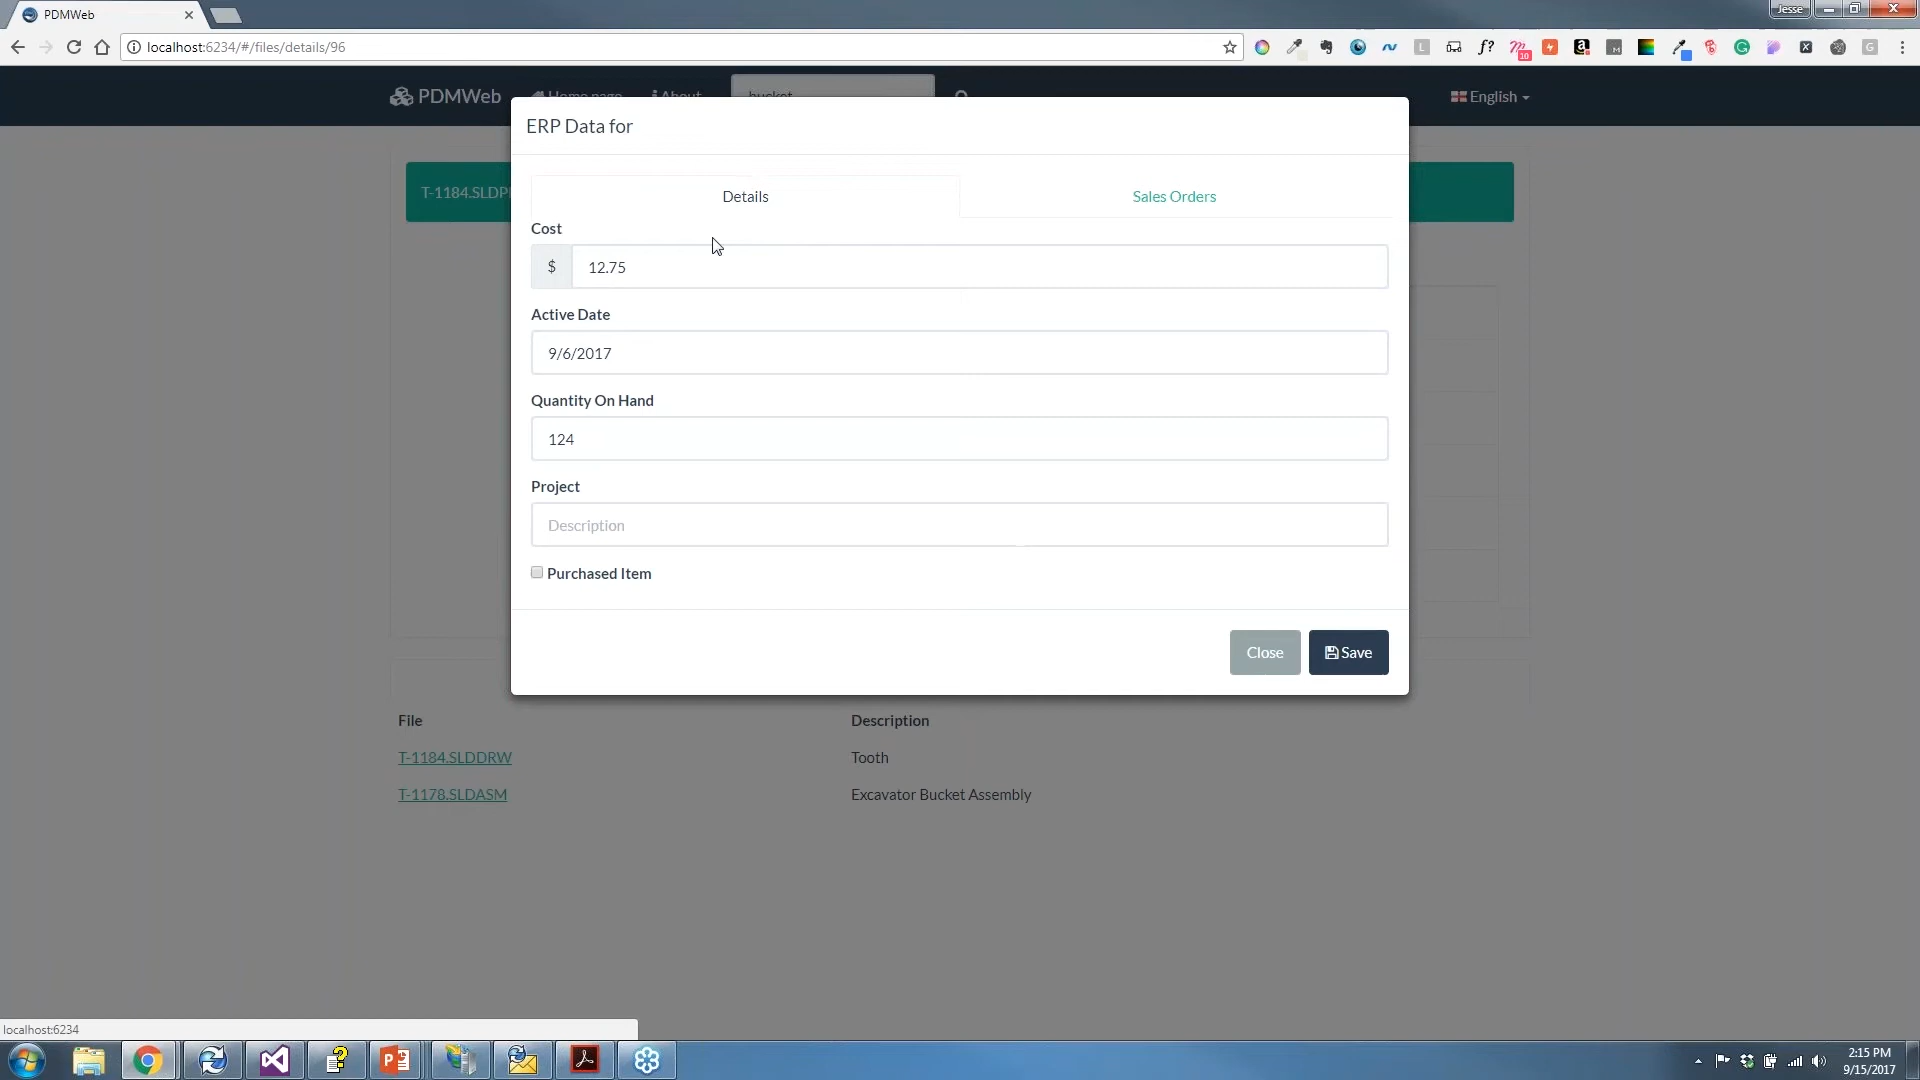 PDMWeb
Jesse
localhost:6234/#/files/details/96
PDMWeb
Home page
About
bucket
English
ERP Data for
T-1184.SLDP
Details
Sales Orders
Cost
$
12.75
Active Date
9/6/2017
Quantity On Hand
124
Project
Description
Purchased Item
Close
Save
File
Description
T-1184.SLDDRW
Tooth
T-1178.SLDASM
Excavator Bucket Assembly
localhost:6234
2:15 PM
9/15/2017